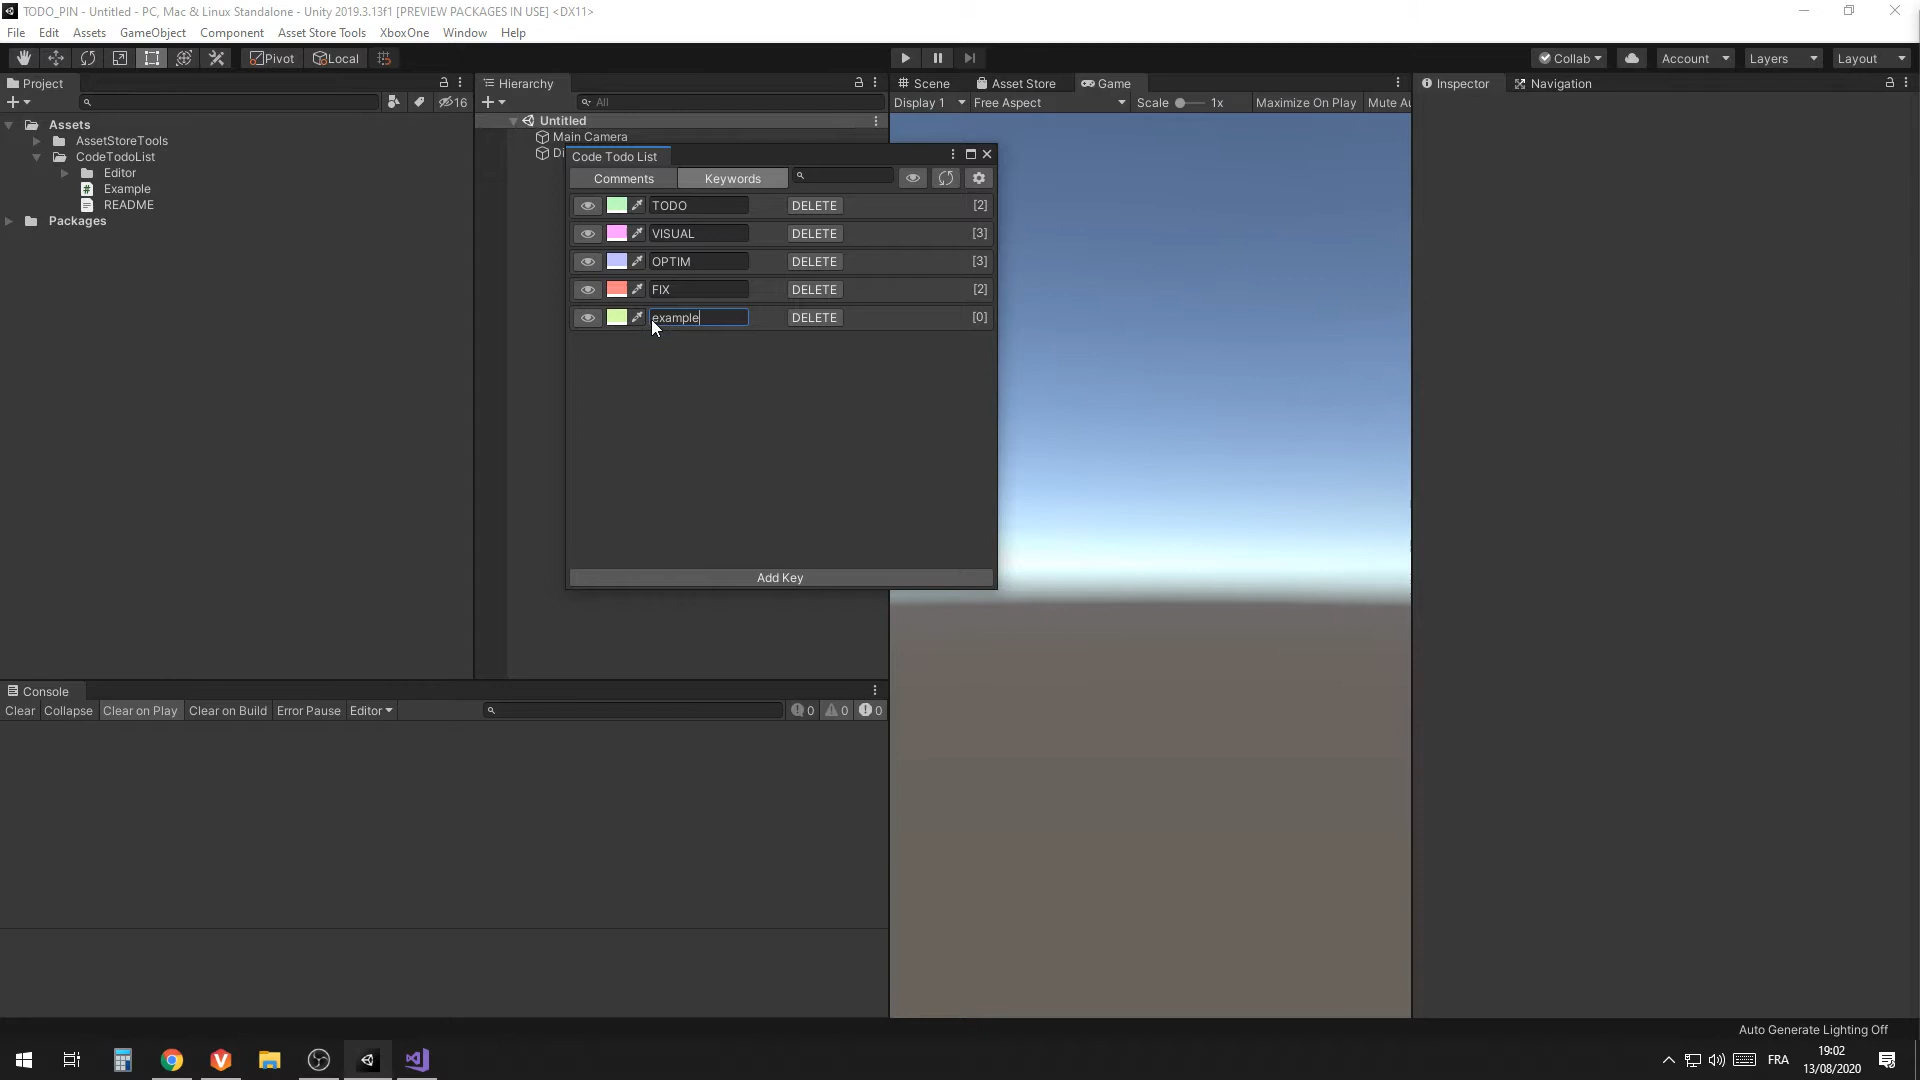 TODO_PIN - Untitled - PC, Mac & Linux Standalone - Unity 2019.3.13f1 [PREVIEW PACKAGES IN USE] <DX11>
File Edit Assets GameObject Component Asset Store Tools XboxOne Window Help
Pivot Local Collab Account Layers Layout
Project Hierarchy Scene Asset Store Game Inspector Navigation
16 All Display 1 Free Aspect Scale 1x Maximize On Play Mute Au
Assets
AssetStoreTools
CodeTodoList
Editor
Example
README
Packages
Untitled
Main Camera
Di
Code Todo List
Comments Keywords
TODO DELETE [2]
VISUAL DELETE [3]
OPTIM DELETE [3]
FIX DELETE [2]
example DELETE [0]
Add Key
Console
Clear Collapse Clear on Play Clear on Build Error Pause Editor 0 0 0
Auto Generate Lighting Off
FRA 19:02
13/08/2020